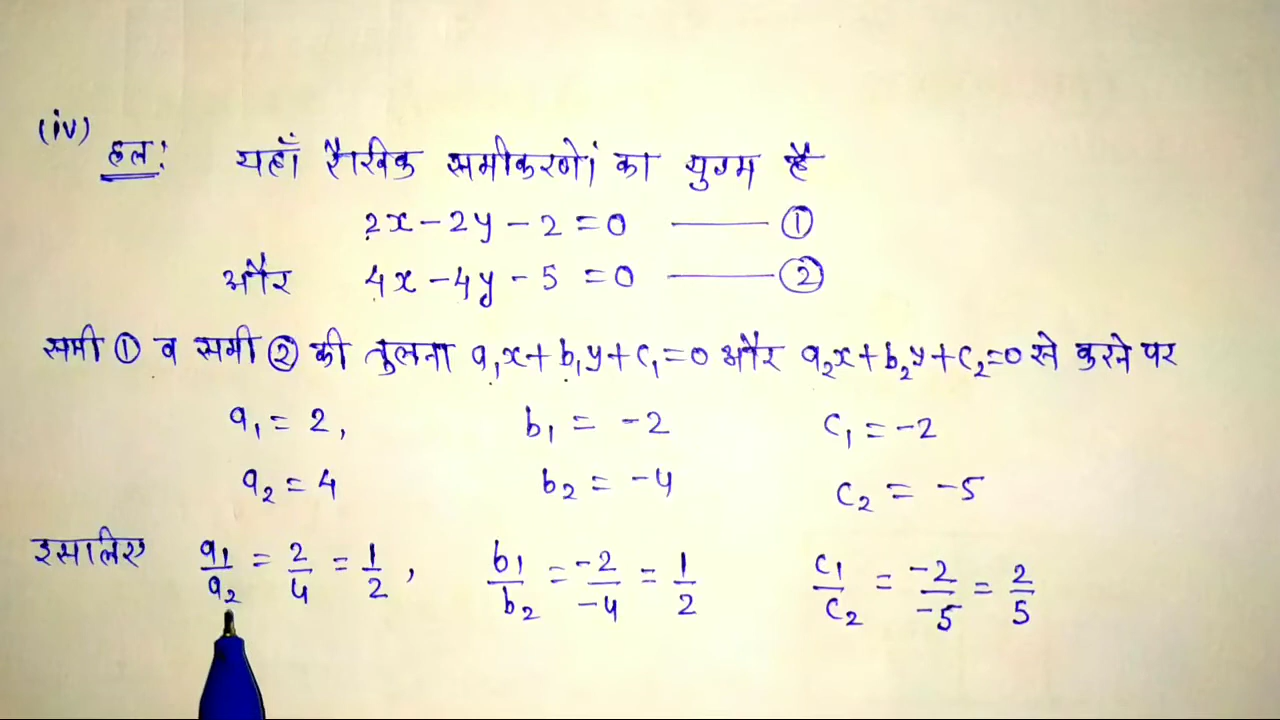 (iv)
हल: यहाँ रैखिक समीकरणों का युग्म है
2x - 2y - 2 = 0 ——— ①
और 4x - 4y - 5 = 0 ——— ②
समी ① व समी ② की तुलना a₁x + b₁y + c₁ = 0 और a₂x + b₂y + c₂ = 0 से करने पर
a₁ = 2, b₁ = -2 c₁ = -2
a₂ = 4 b₂ = -4 c₂ = -5
इसालिए a₁/a₂ = 2/4 = 1/2, b₁/b₂ = -2/-4 = 1/2 c₁/c₂ = -2/-5 = 2/5